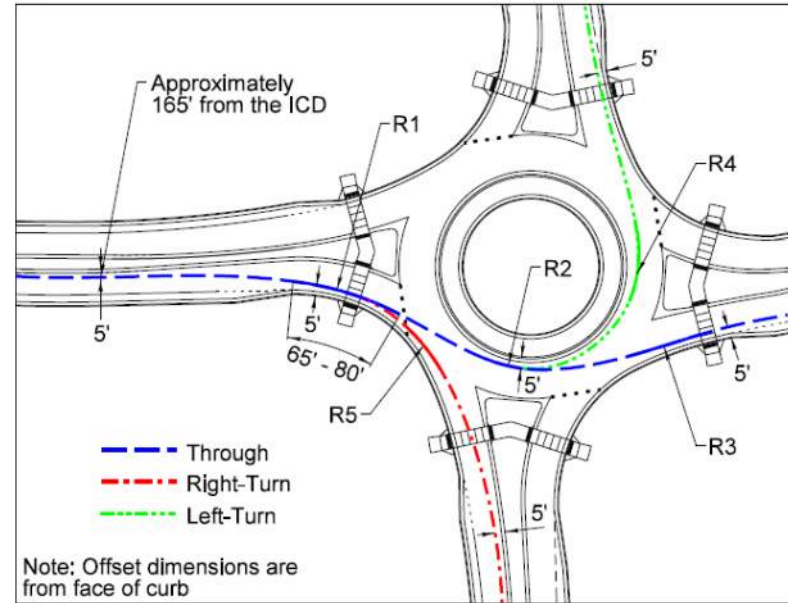 Approximately
165' from the ICD
R1
5'
R4
R2
5'
5'
65' - 80'
R5
5'
5'
R3
Through
Right-Turn
Left-Turn
5'
Note: Offset dimensions are
from face of curb